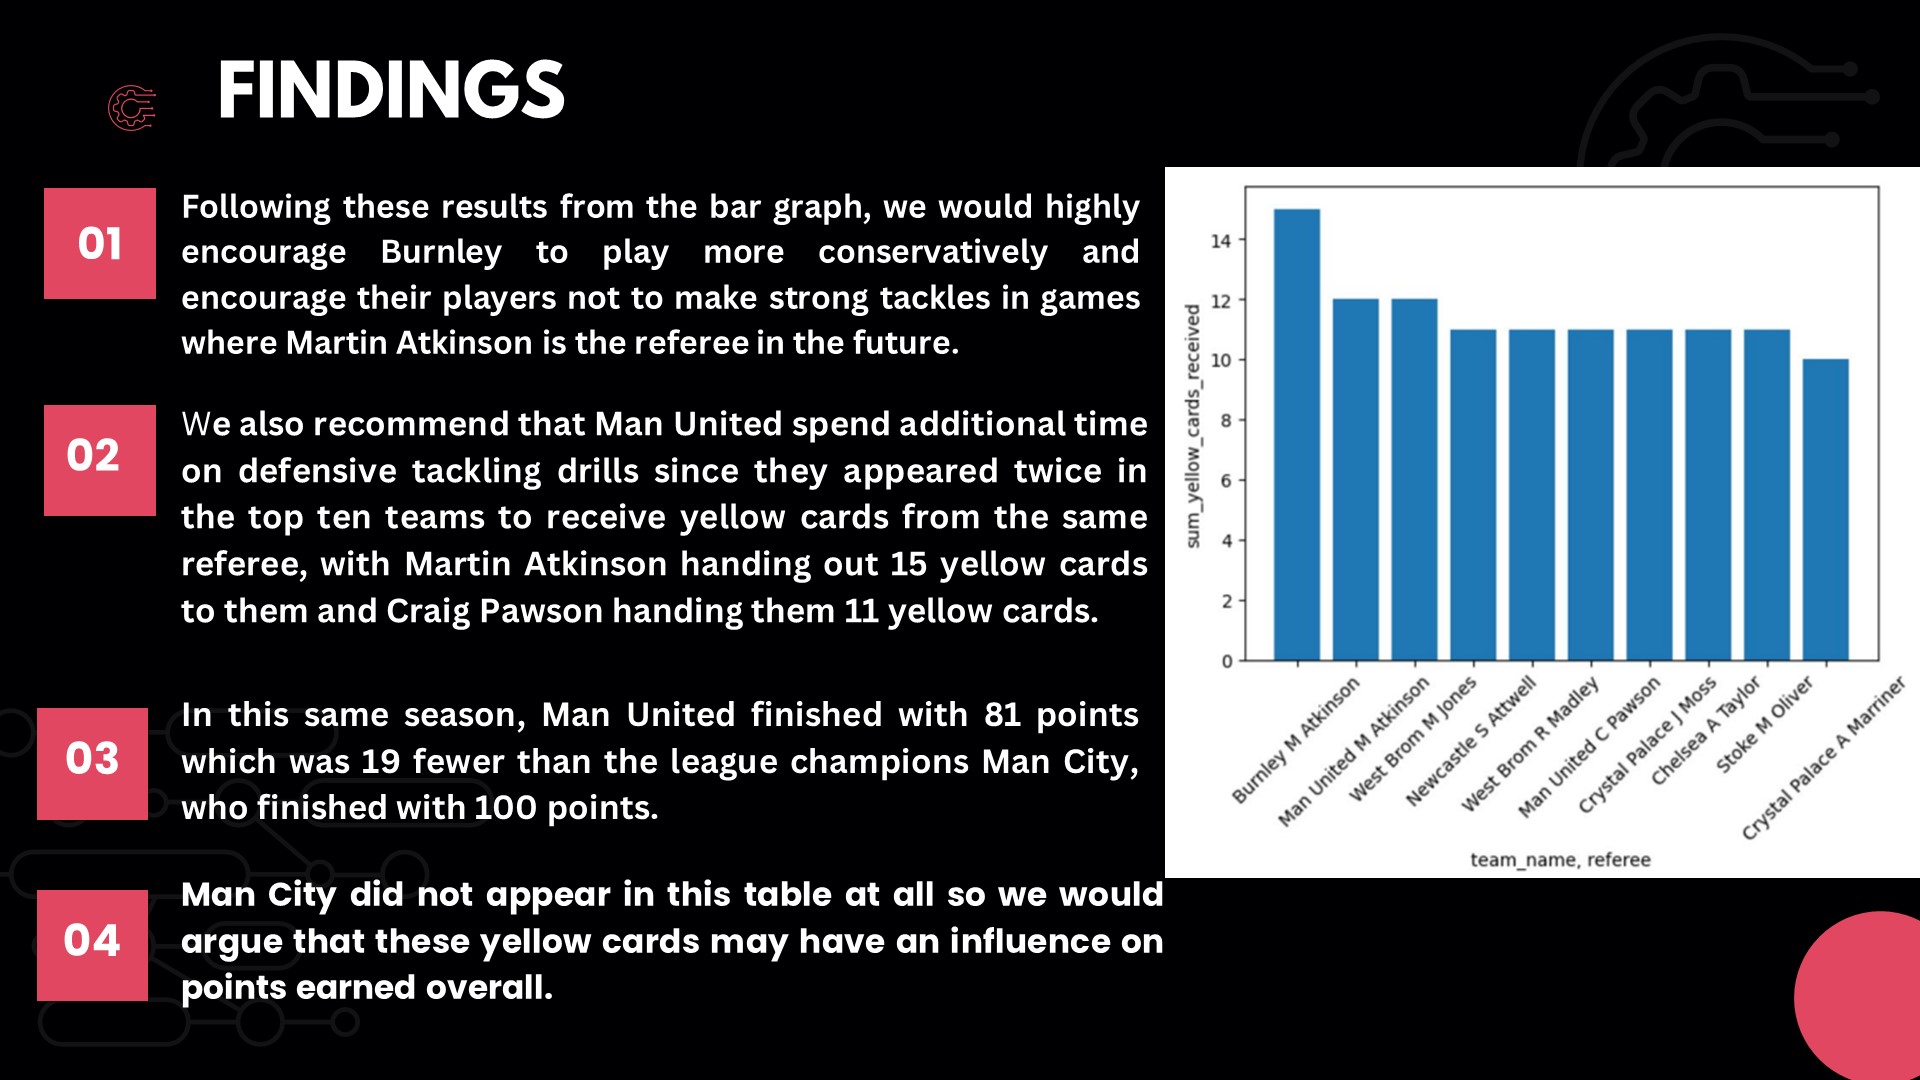 FINDINGS
01
Following these results from the bar graph, we would highly
encourage Burnley to play more conservatively and
encourage their players not to make strong tackles in games
where Martin Atkinson is the referee in the future.
02
We also recommend that Man United spend additional time
on defensive tackling drills since they appeared twice in
the top ten teams to receive yellow cards from the same
referee, with Martin Atkinson handing out 15 yellow cards
to them and Craig Pawson handing them 11 yellow cards.
03
In this same season, Man United finished with 81 points
which was 19 fewer than the league champions Man City,
who finished with 100 points.
04
Man City did not appear in this table at all so we would
argue that these yellow cards may have an influence on
points earned overall.
sum_yellow_cards_received
14
12
10
8
6
4
2
0
Burnley M Atkinson
Man United M Atkinson
West Brom M Jones
Newcastle S Attwell
West Brom R Madley
Man United C Pawson
Crystal Palace J Moss
Chelsea A Taylor
Stoke M Oliver
Crystal Palace A Marriner
team_name, referee